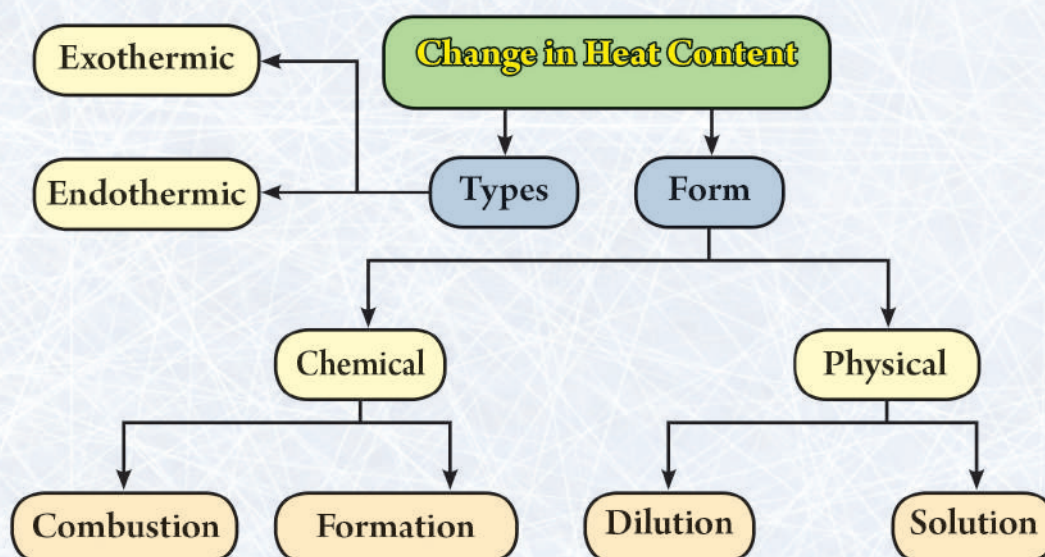 Change in Heat Content
Exothermic
Endothermic
Types
Form
Chemical
Physical
Combustion
Formation
Dilution
Solution